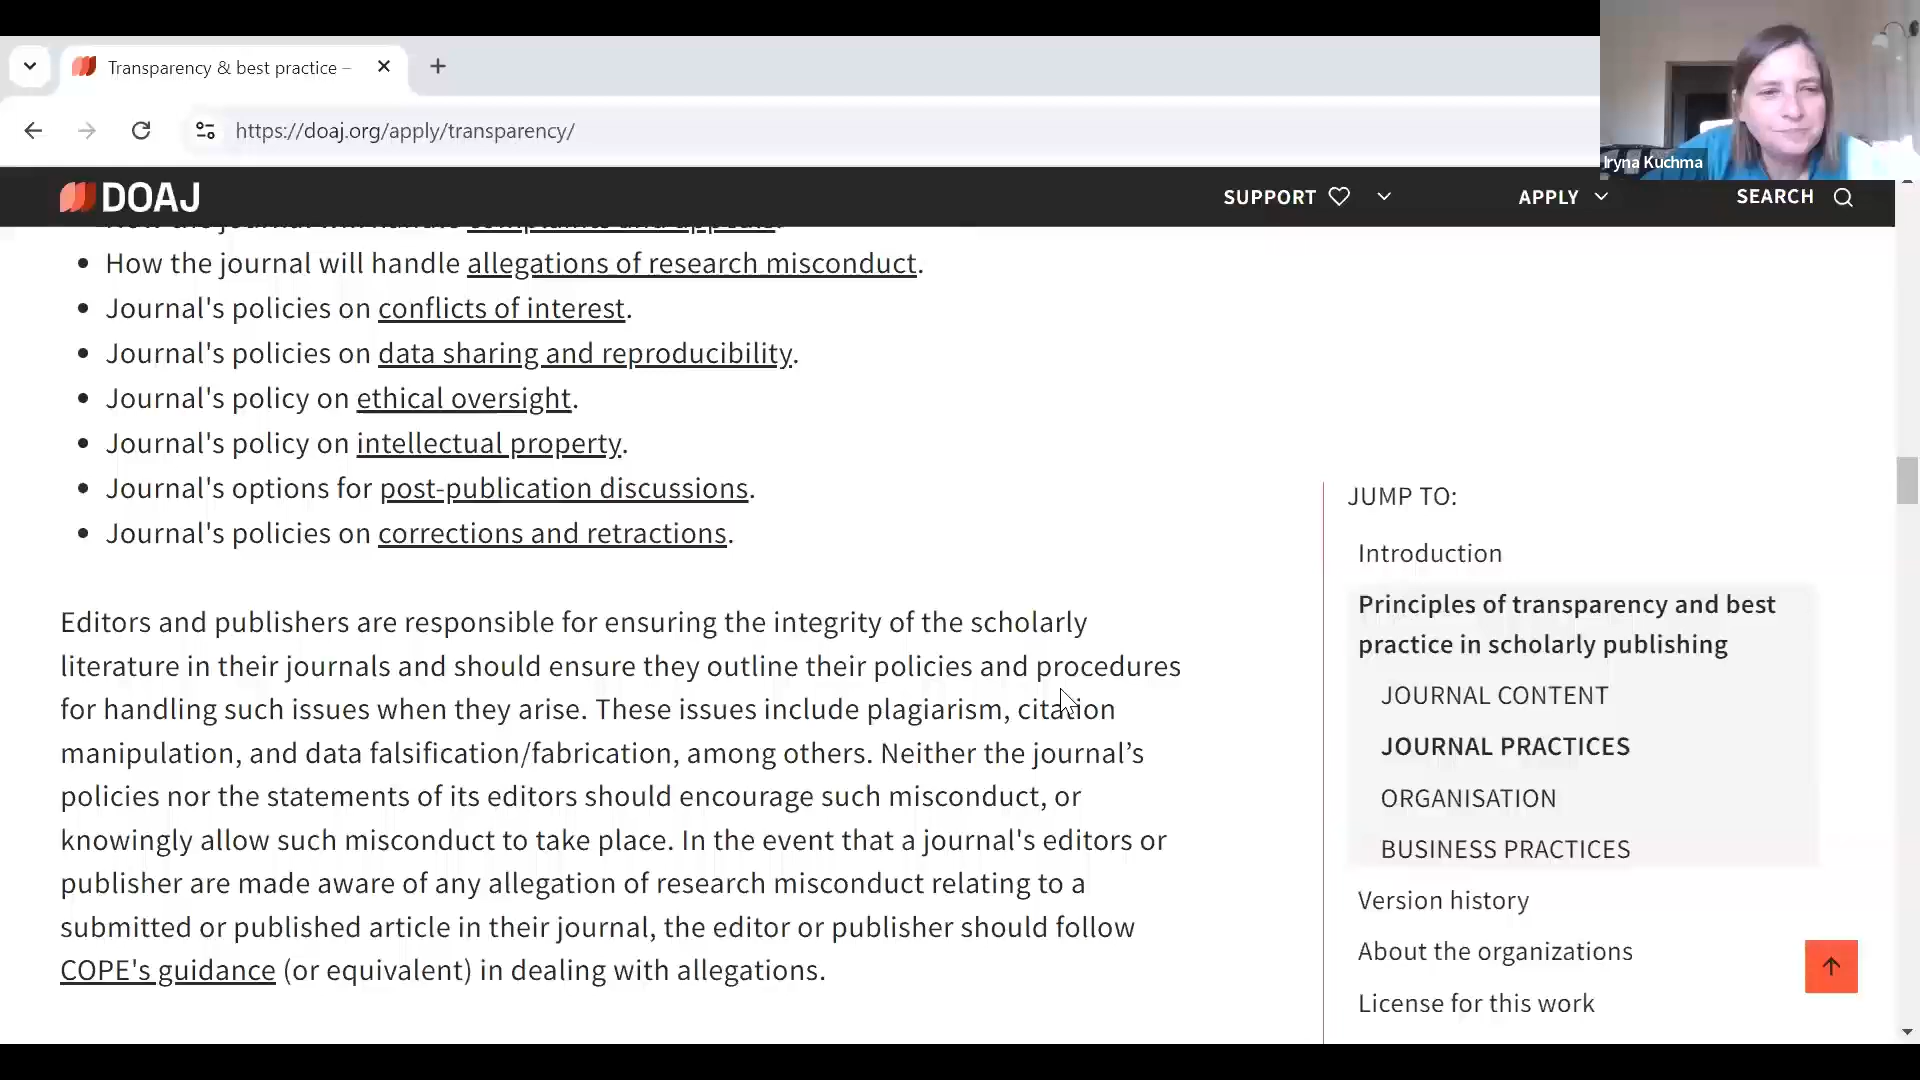 Transparency & best practice –
https://doaj.org/apply/transparency/
Iryna Kuchma
DOAJ
SUPPORT
APPLY
SEARCH
How the journal will handle complaints and appeals.
• How the journal will handle allegations of research misconduct.
• Journal's policies on conflicts of interest.
• Journal's policies on data sharing and reproducibility.
• Journal's policy on ethical oversight.
• Journal's policy on intellectual property.
• Journal's options for post-publication discussions.
• Journal's policies on corrections and retractions.
Editors and publishers are responsible for ensuring the integrity of the scholarly
literature in their journals and should ensure they outline their policies and procedures
for handling such issues when they arise. These issues include plagiarism, citation
manipulation, and data falsification/fabrication, among others. Neither the journal’s
policies nor the statements of its editors should encourage such misconduct, or
knowingly allow such misconduct to take place. In the event that a journal's editors or
publisher are made aware of any allegation of research misconduct relating to a
submitted or published article in their journal, the editor or publisher should follow
COPE's guidance (or equivalent) in dealing with allegations.
JUMP TO:
Introduction
Principles of transparency and best
practice in scholarly publishing
JOURNAL CONTENT
JOURNAL PRACTICES
ORGANISATION
BUSINESS PRACTICES
Version history
About the organizations
License for this work